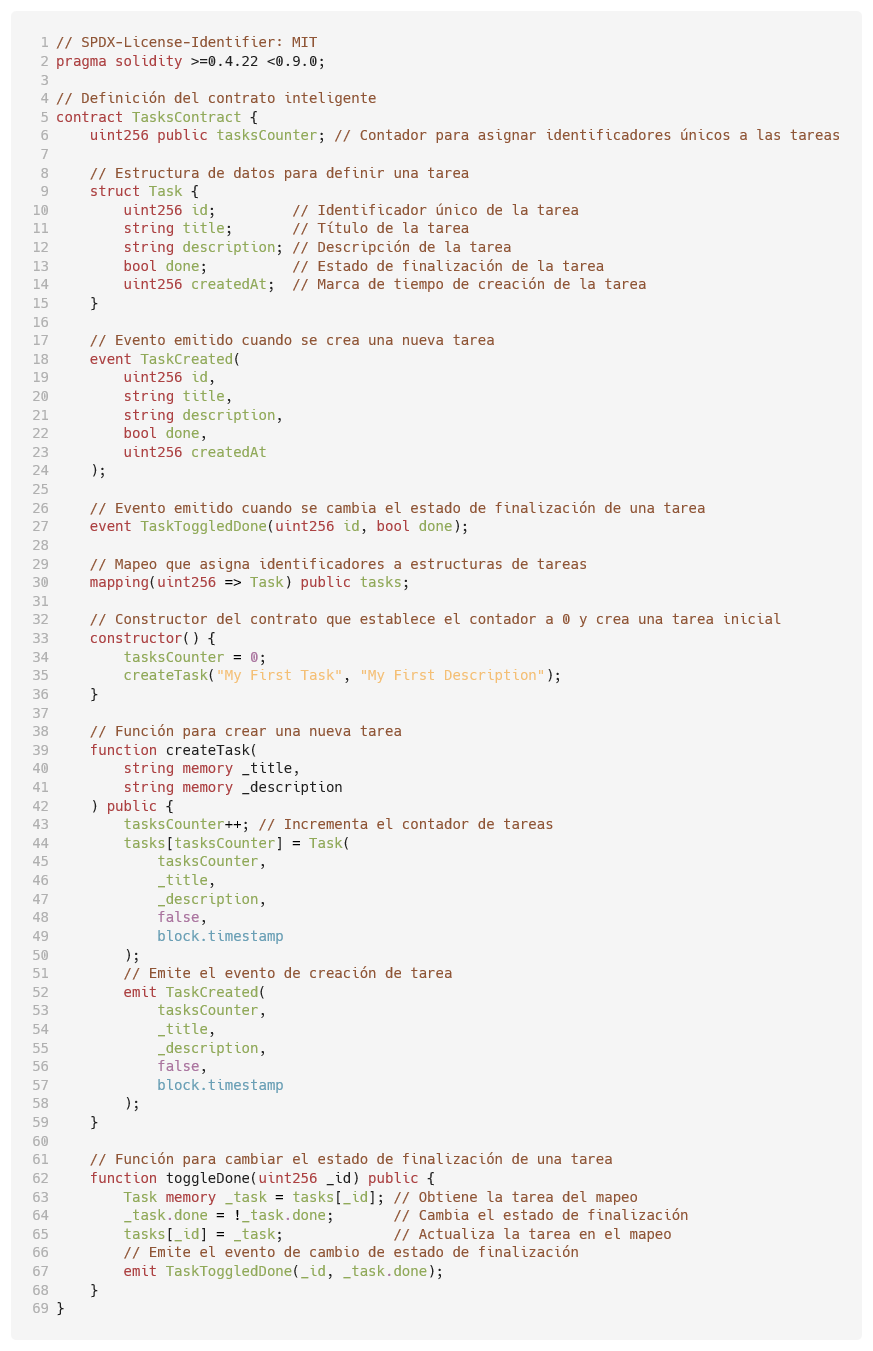 1 // SPDX-License-Identifier: MIT
2 pragma solidity >=0.4.22 <0.9.0;
3
4 // Definición del contrato inteligente
5 contract TasksContract {
6     uint256 public tasksCounter; // Contador para asignar identificadores únicos a las tareas
7
8     // Estructura de datos para definir una tarea
9     struct Task {
10         uint256 id;         // Identificador único de la tarea
11         string title;       // Título de la tarea
12         string description; // Descripción de la tarea
13         bool done;          // Estado de finalización de la tarea
14         uint256 createdAt;  // Marca de tiempo de creación de la tarea
15     }
16
17     // Evento emitido cuando se crea una nueva tarea
18     event TaskCreated(
19         uint256 id,
20         string title,
21         string description,
22         bool done,
23         uint256 createdAt
24     );
25
26     // Evento emitido cuando se cambia el estado de finalización de una tarea
27     event TaskToggledDone(uint256 id, bool done);
28
29     // Mapeo que asigna identificadores a estructuras de tareas
30     mapping(uint256 => Task) public tasks;
31
32     // Constructor del contrato que establece el contador a 0 y crea una tarea inicial
33     constructor() {
34         tasksCounter = 0;
35         createTask("My First Task", "My First Description");
36     }
37
38     // Función para crear una nueva tarea
39     function createTask(
40         string memory _title,
41         string memory _description
42     ) public {
43         tasksCounter++; // Incrementa el contador de tareas
44         tasks[tasksCounter] = Task(
45             tasksCounter,
46             _title,
47             _description,
48             false,
49             block.timestamp
50         );
51         // Emite el evento de creación de tarea
52         emit TaskCreated(
53             tasksCounter,
54             _title,
55             _description,
56             false,
57             block.timestamp
58         );
59     }
60
61     // Función para cambiar el estado de finalización de una tarea
62     function toggleDone(uint256 _id) public {
63         Task memory _task = tasks[_id]; // Obtiene la tarea del mapeo
64         _task.done = !_task.done;       // Cambia el estado de finalización
65         tasks[_id] = _task;             // Actualiza la tarea en el mapeo
66         // Emite el evento de cambio de estado de finalización
67         emit TaskToggledDone(_id, _task.done);
68     }
69 }